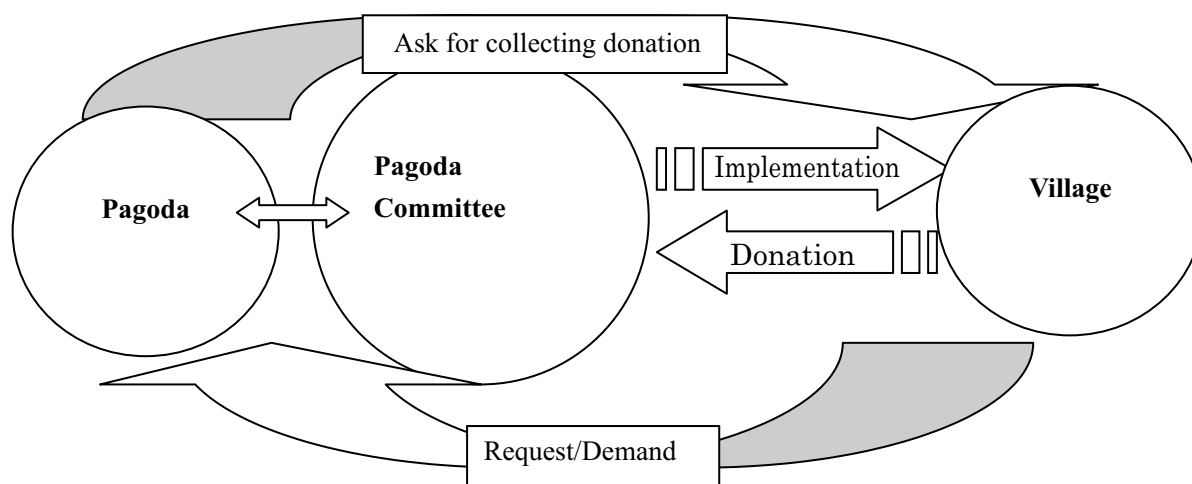 Ask for collecting donation
Pagoda
Pagoda
Committee
Implementation
Donation
Village
Request/Demand